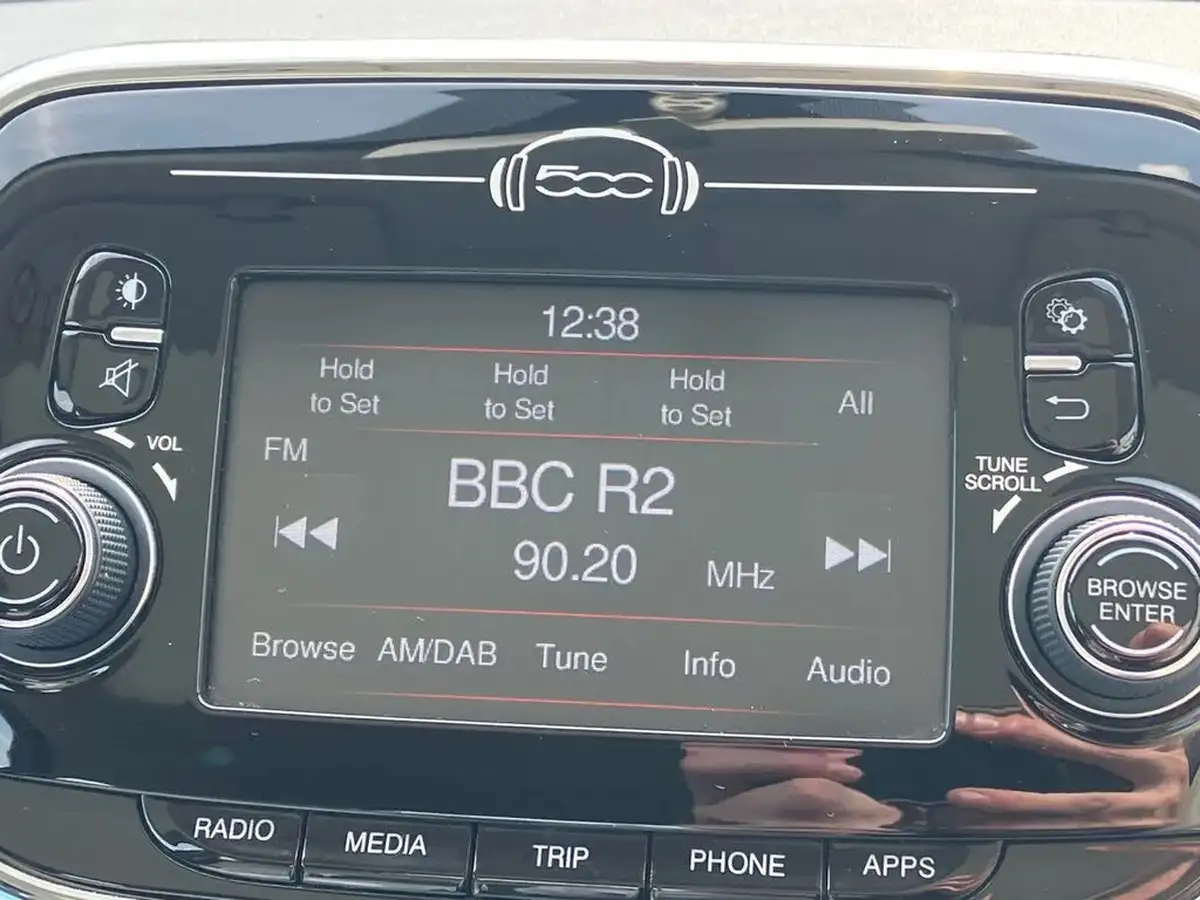 500
12:38
Hold to Set
Hold to Set
Hold to Set
All
VOL
FM
BBC R2
90.20 MHz
TUNE
SCROLL
BROWSE
ENTER
Browse AM/DAB Tune Info Audio
RADIO MEDIA TRIP PHONE APPS